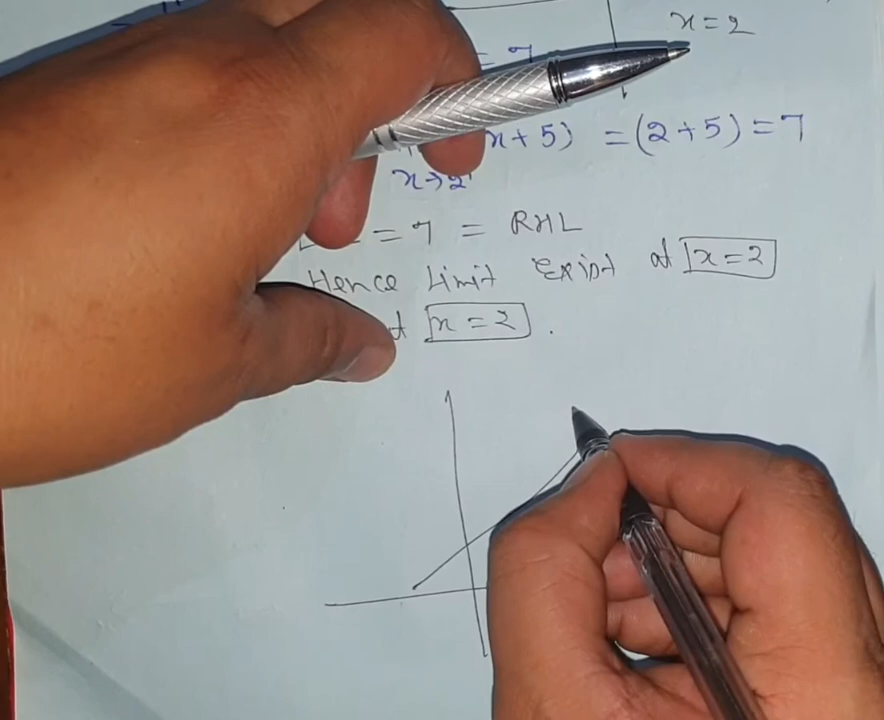 x = 2
= 7
x + 5) = (2 + 5) = 7
x → 2
= 7 = RHL
Hence Limit Exist at x = 2
x = 2 .